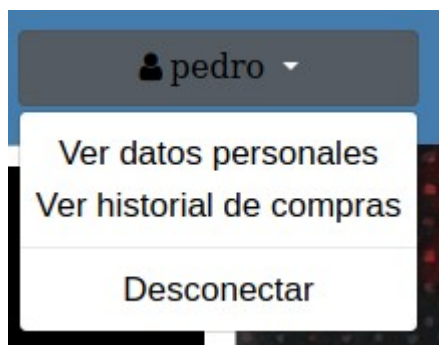 pedro
Ver datos personales
Ver historial de compras
Desconectar